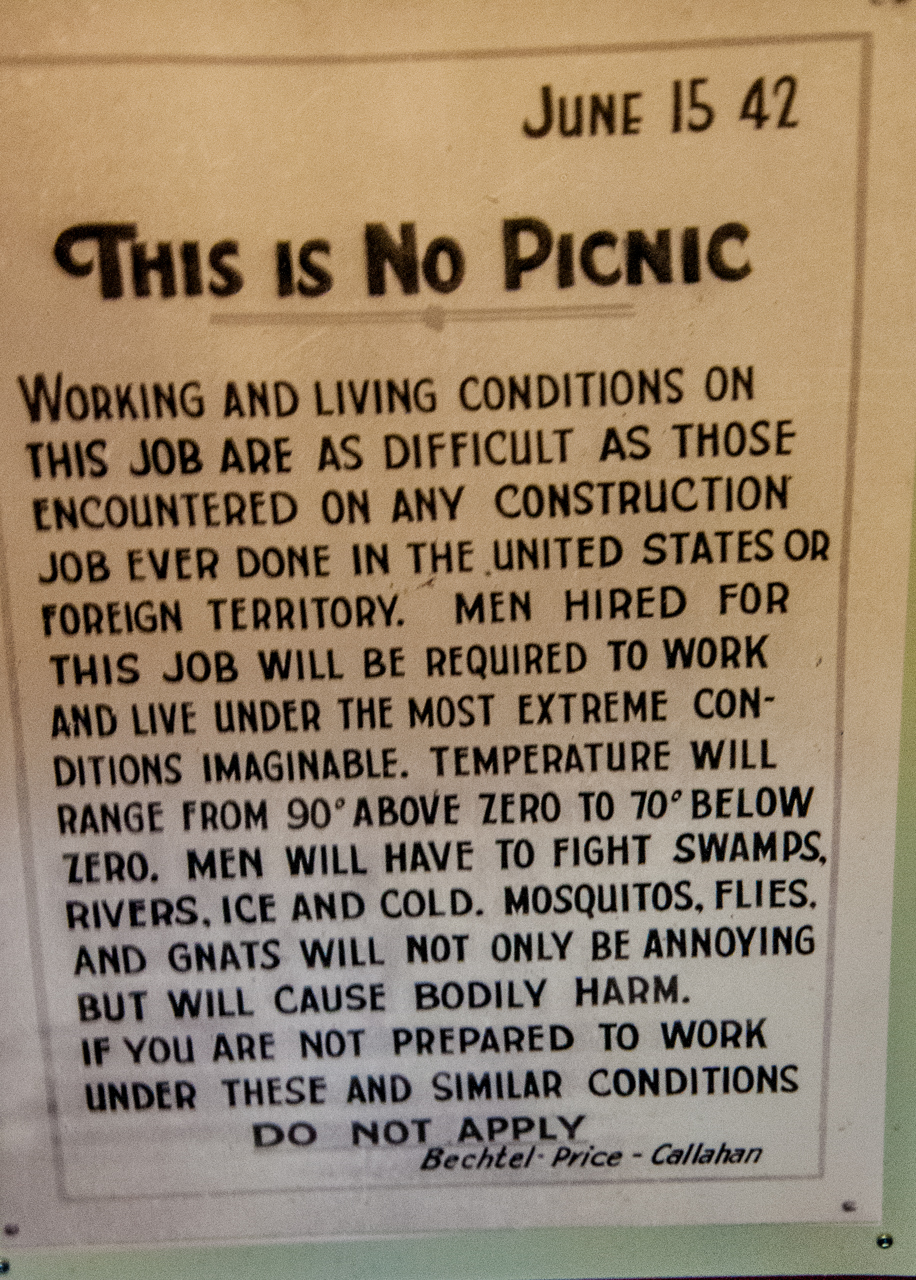 JUNE 15 42
THIS IS NO PICNIC
WORKING AND LIVING CONDITIONS ON
THIS JOB ARE AS DIFFICULT AS THOSE
ENCOUNTERED ON ANY CONSTRUCTION
JOB EVER DONE IN THE UNITED STATES OR
FOREIGN TERRITORY. MEN HIRED FOR
THIS JOB WILL BE REQUIRED TO WORK
AND LIVE UNDER THE MOST EXTREME CON-
DITIONS IMAGINABLE. TEMPERATURE WILL
RANGE FROM 90° ABOVE ZERO TO 70° BELOW
ZERO. MEN WILL HAVE TO FIGHT SWAMPS,
RIVERS, ICE AND COLD. MOSQUITOS, FLIES,
AND GNATS WILL NOT ONLY BE ANNOYING
BUT WILL CAUSE BODILY HARM.
IF YOU ARE NOT PREPARED TO WORK
UNDER THESE AND SIMILAR CONDITIONS
DO NOT APPLY
Bechtel - Price - Callahan